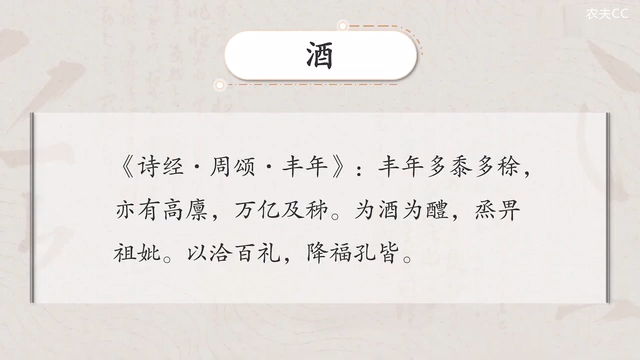 农夫CC
酒
《诗经·周颂·丰年》：丰年多黍多稌，
亦有高廪，万亿及秭。为酒为醴，烝畀
祖妣。以洽百礼，降福孔皆。